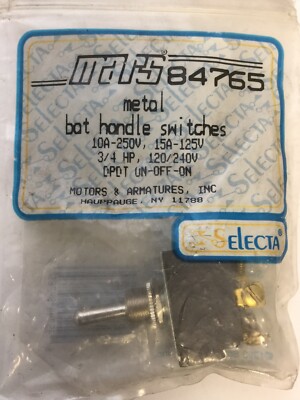 mars® 84765
metal
bat handle switches
10A-250V, 15A-125V
3/4 HP, 120/240V
DPDT ON-OFF-ON
MOTORS & ARMATURES, INC
HAUPPAUGE, NY 11788
SELECTA